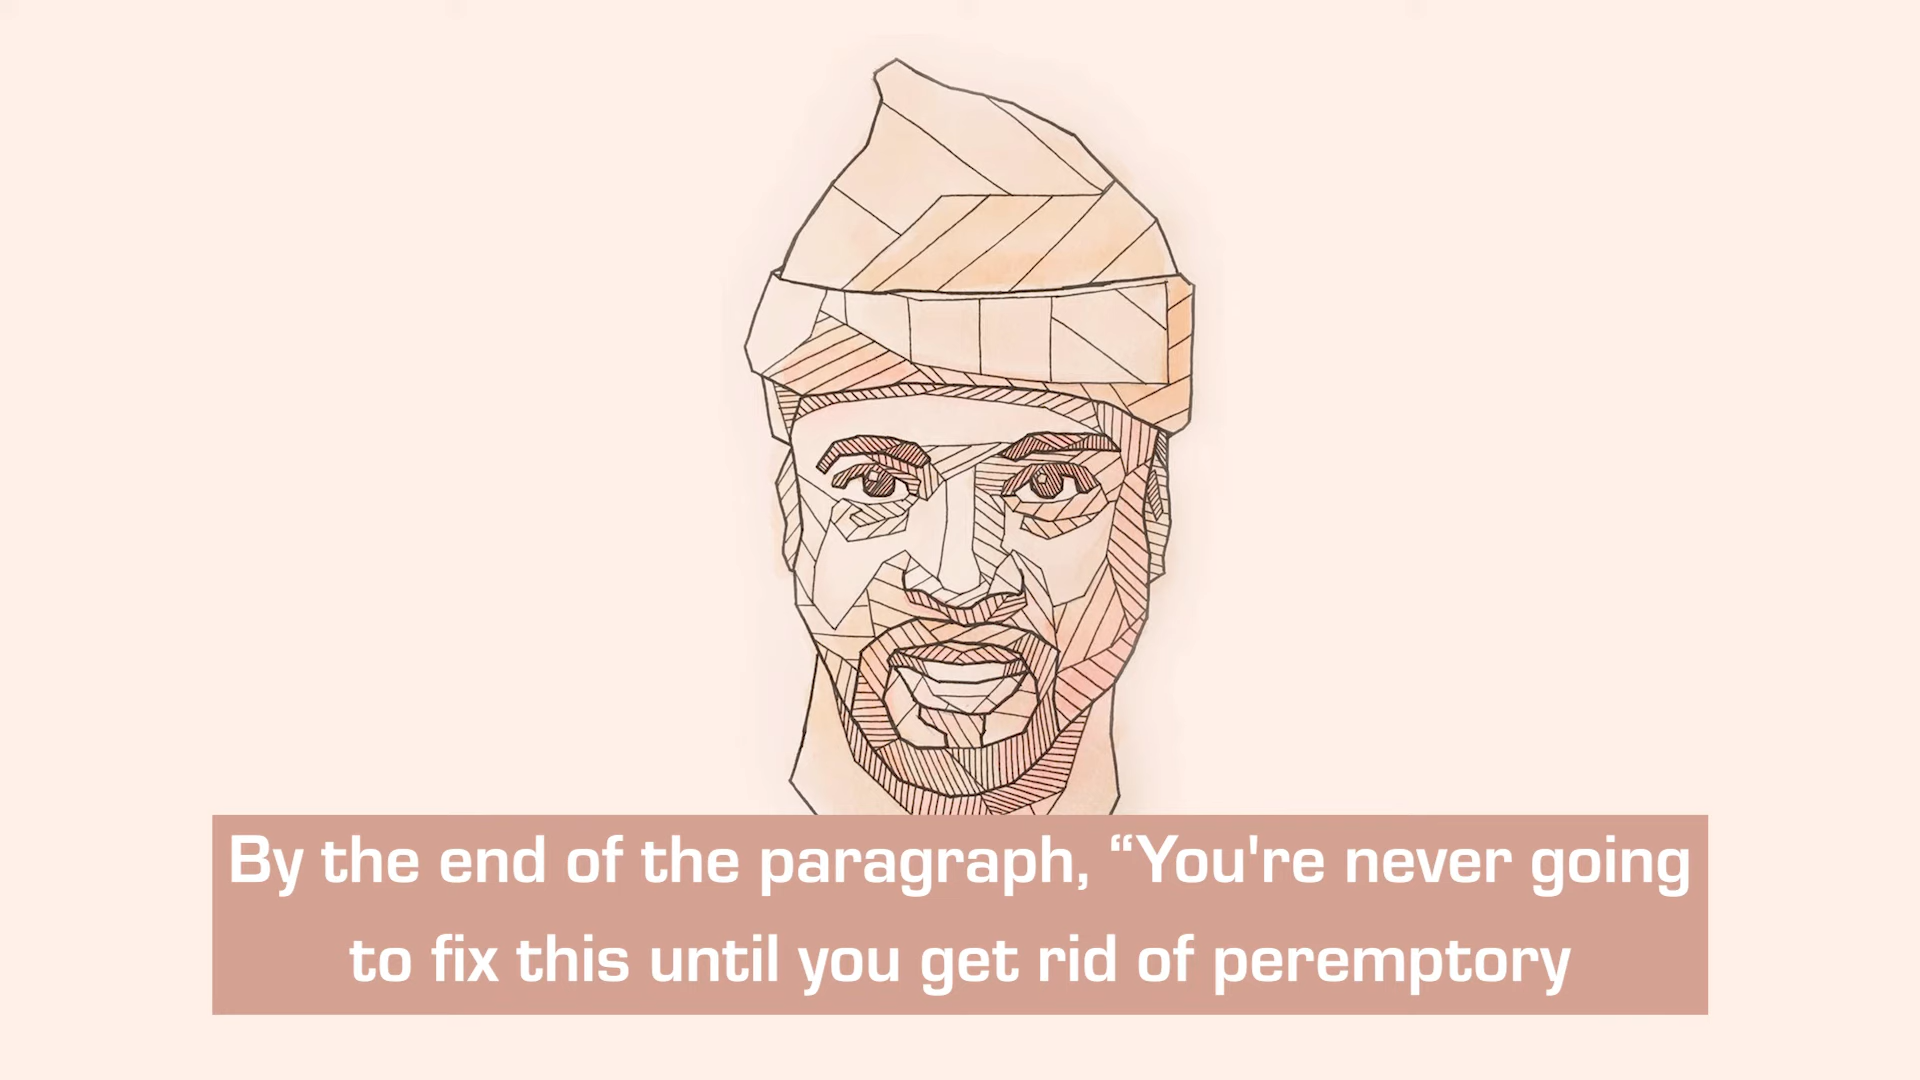 By the end of the paragraph, “You're never going
to fix this until you get rid of peremptory